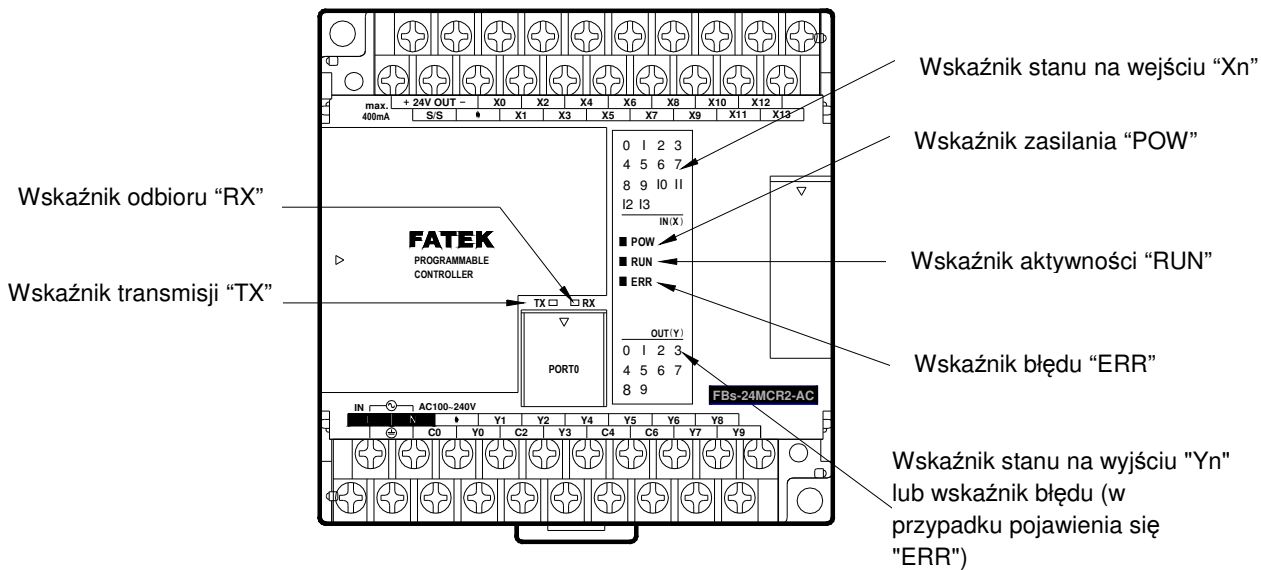 max.
400mA
+ 24V OUT − X0 X2 X4 X6 X8 X10 X12
S/S X1 X3 X5 X7 X9 X11 X13
0 1 2 3
4 5 6 7
8 9 10 11
12 13
IN(X)
POW
RUN
ERR
FATEK
PROGRAMMABLE
CONTROLLER
TX RX
PORT0
OUT(Y)
0 1 2 3
4 5 6 7
8 9
FBs-24MCR2-AC
IN AC100~240V
Y1 Y2 Y4 Y5 Y6 Y8
C0 Y0 C2 Y3 C4 C6 Y7 Y9
Wskaźnik odbioru “RX”
Wskaźnik transmisji “TX”
Wskaźnik stanu na wejściu “Xn”
Wskaźnik zasilania “POW”
Wskaźnik aktywności “RUN”
Wskaźnik błędu “ERR”
Wskaźnik stanu na wyjściu "Yn"
lub wskaźnik błędu (w
przypadku pojawienia się
"ERR")